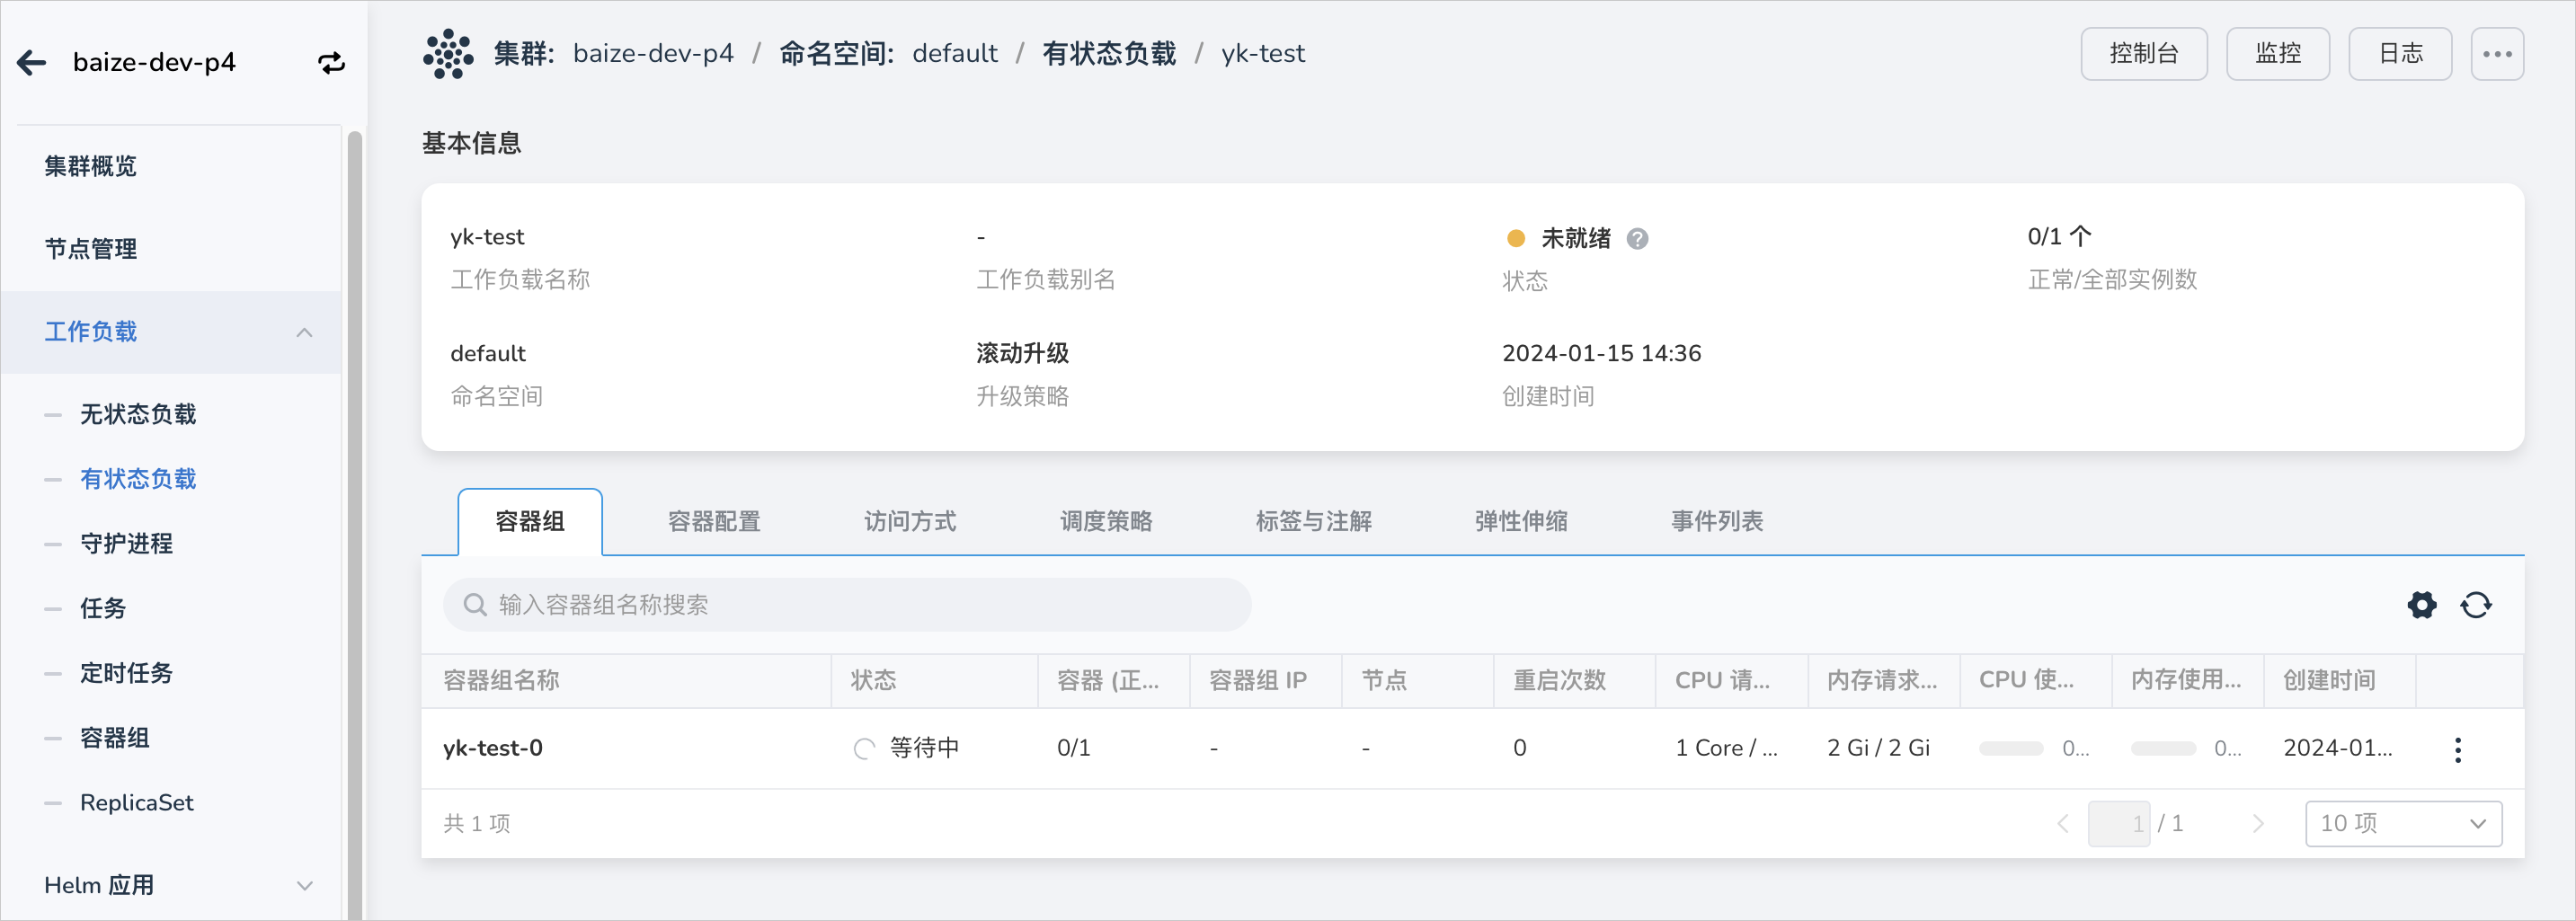 baize-dev-p4
集群概览
节点管理
工作负载
无状态负载
有状态负载
守护进程
任务
定时任务
容器组
ReplicaSet
Helm 应用
集群: baize-dev-p4 / 命名空间: default / 有状态负载 / yk-test
控制台 监控 日志
基本信息
yk-test - 未就绪 0/1 个
工作负载名称 工作负载别名 状态 正常/全部实例数
default 滚动升级 2024-01-15 14:36
命名空间 升级策略 创建时间
容器组 容器配置 访问方式 调度策略 标签与注解 弹性伸缩 事件列表
输入容器组名称搜索
容器组名称 状态 容器 (正... 容器组 IP 节点 重启次数 CPU 请... 内存请求... CPU 使... 内存使用... 创建时间
yk-test-0 等待中 0/1 - - 0 1 Core / ... 2 Gi / 2 Gi 0... 0... 2024-01...
共 1 项 1 / 1 10 项